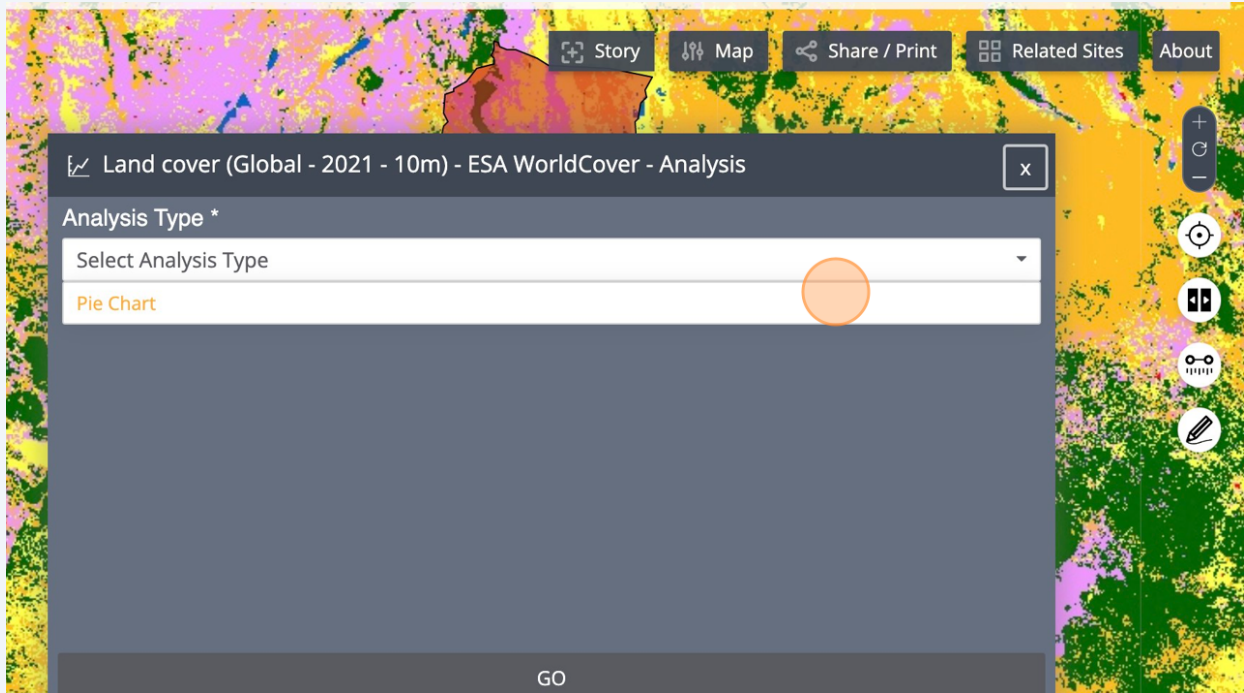 Story Map Share / Print Related Sites About
Land cover (Global - 2021 - 10m) - ESA WorldCover - Analysis
x
Analysis Type *
Select Analysis Type
Pie Chart
GO